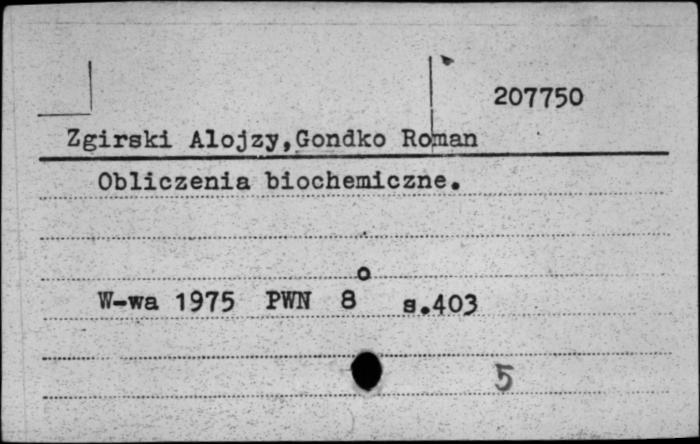 207750
Zgirski Alojzy,Gondko Roman
Obliczenia biochemiczne.
W-wa 1975 PWN 8° s.403
5